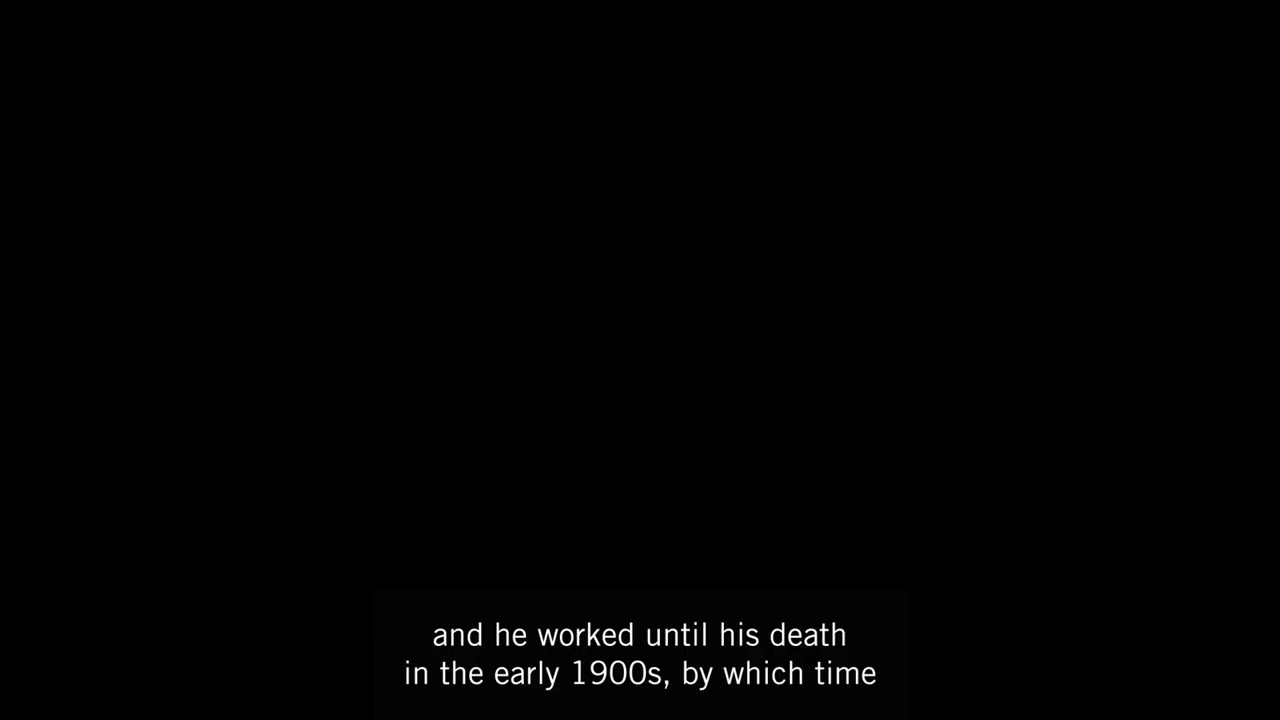 and he worked until his death
in the early 1900s, by which time